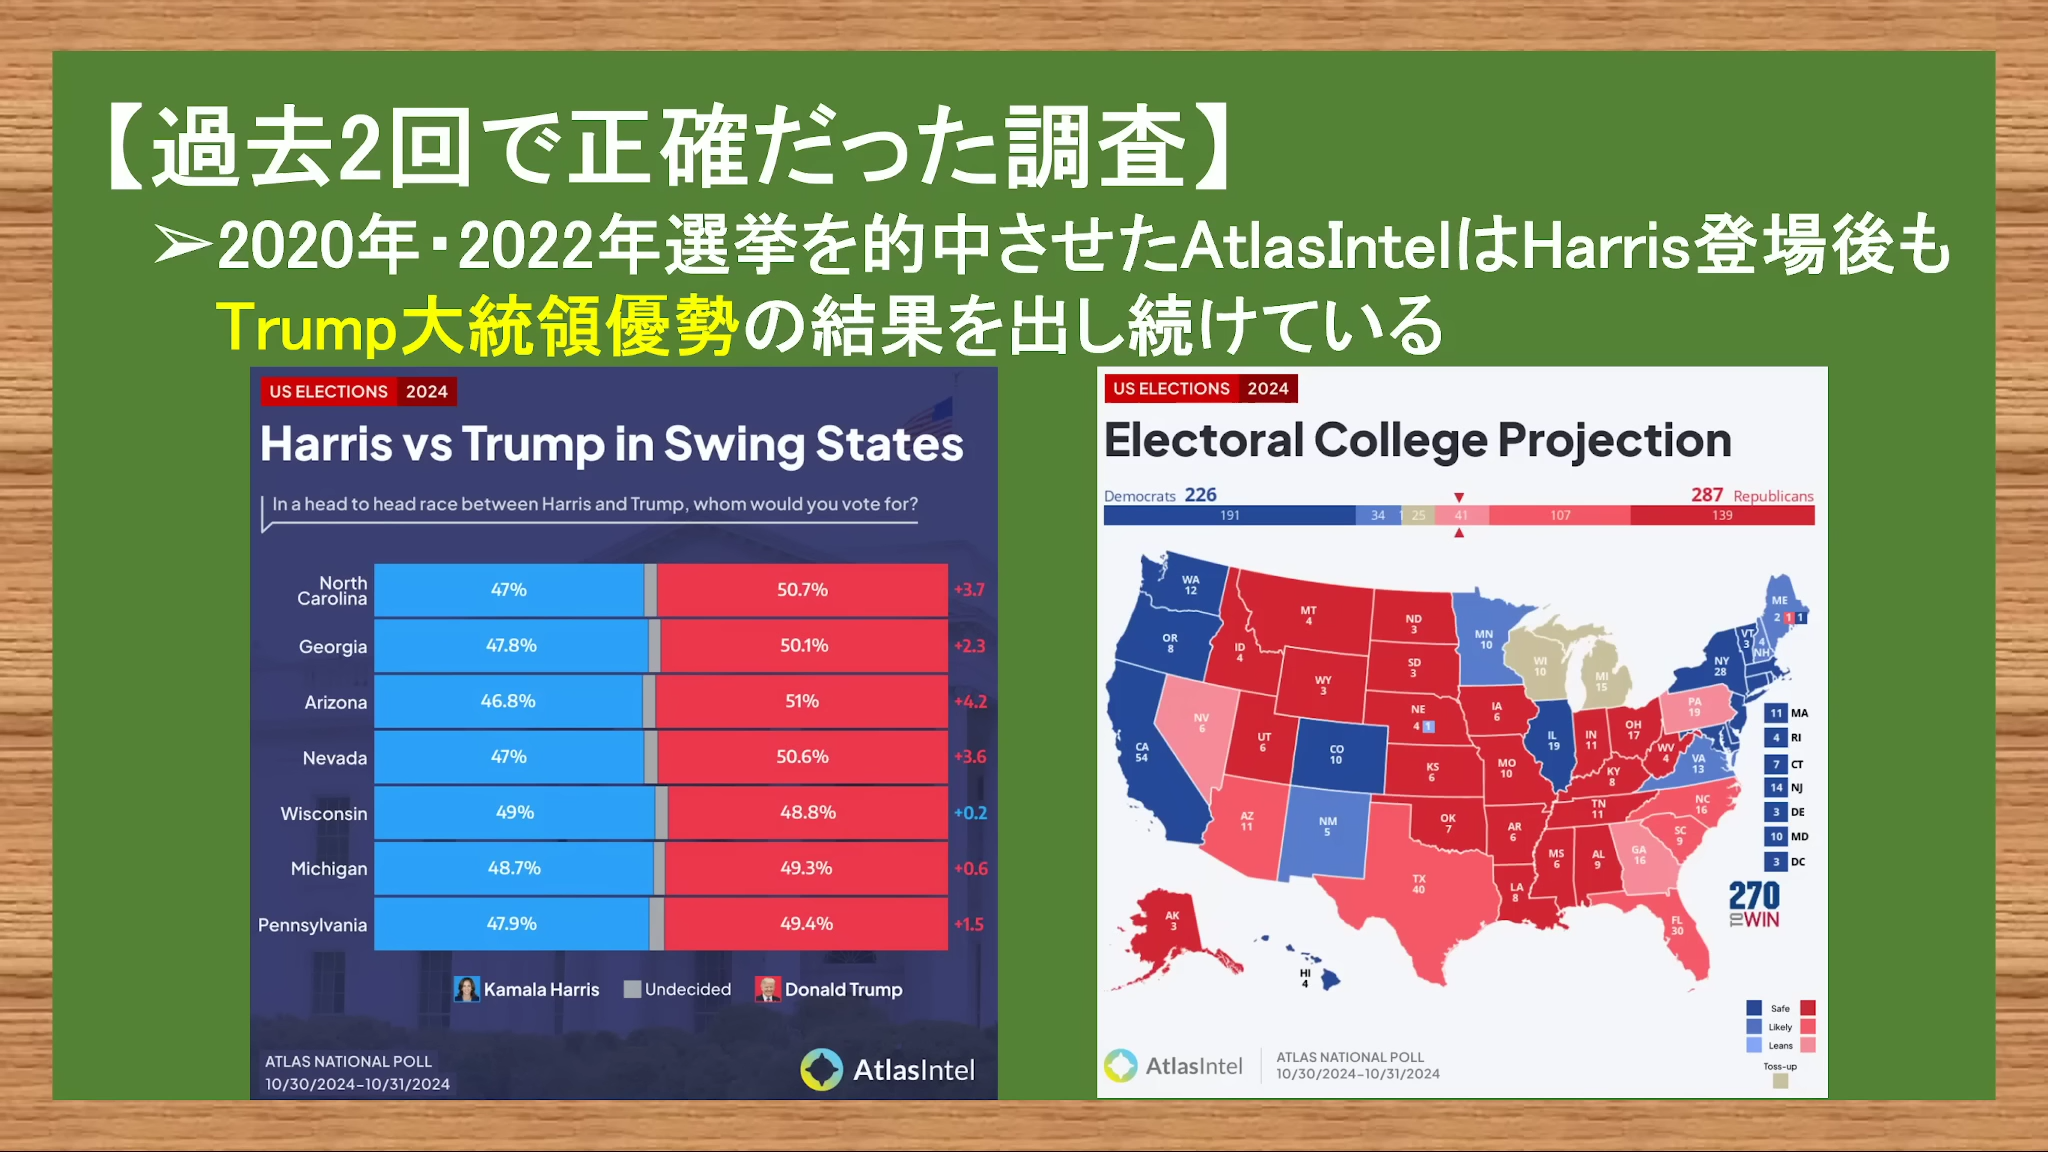 【過去2回で正確だった調査】
➢2020年・2022年選挙を的中させたAtlasIntelはHarris登場後も
Trump大統領優勢の結果を出し続けている
US ELECTIONS 2024
Harris vs Trump in Swing States
In a head to head race between Harris and Trump, whom would you vote for?
North
Carolina 47% 50.7% +3.7
Georgia 47.8% 50.1% +2.3
Arizona 46.8% 51% +4.2
Nevada 47% 50.6% +3.6
Wisconsin 49% 48.8% +0.2
Michigan 48.7% 49.3% +0.6
Pennsylvania 47.9% 49.4% +1.5
Kamala Harris Undecided Donald Trump
ATLAS NATIONAL POLL
10/30/2024-10/31/2024
AtlasIntel
US ELECTIONS 2024
Electoral College Projection
Democrats 226 287 Republicans
191 34 1 25 41 107 139
WA
12
OR
8
CA
54
NV
6
ID
4
MT
4
WY
3
UT
6
AZ
11
CO
10
NM
5
ND
3
SD
3
NE
4 1
KS
6
OK
7
TX
40
MN
10
IA
6
MO
10
AR
6
LA
8
WI
10
IL
19
MI
15
IN
11
OH
17
KY
8
TN
11
MS
6
AL
9
GA
16
FL
30
SC
9
NC
16
VA
13
WV
4
PA
19
NY
28
VT
3
4
NH
ME
2 1 1
AK
3
HI
4
11 MA
4 RI
7 CT
14 NJ
3 DE
10 MD
3 DC
270
TO WIN
Safe
Likely
Leans
Toss-up
AtlasIntel
ATLAS NATIONAL POLL
10/30/2024-10/31/2024